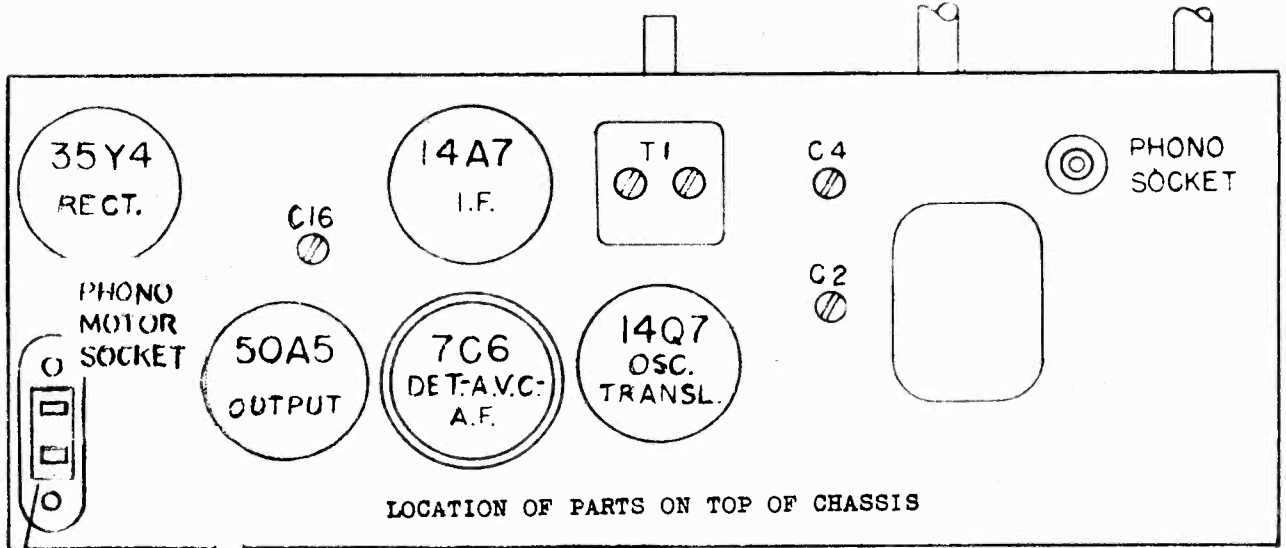 35Y4
RECT.
C16
14A7
I.F.
T1
C4
PHONO
SOCKET
C2
PHONO
MOTOR
SOCKET
50A5
OUTPUT
7C6
DET.-A.V.C.-
A.F.
14Q7
OSC.
TRANSL.
LOCATION OF PARTS ON TOP OF CHASSIS